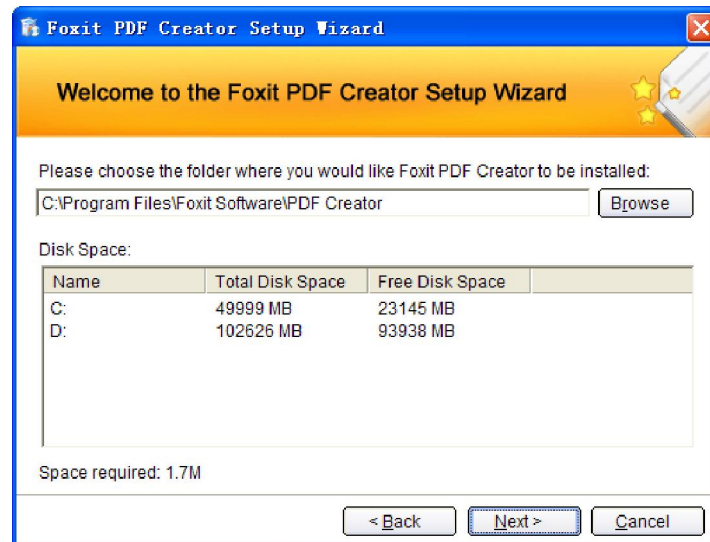 Foxit PDF Creator Setup Wizard
Welcome to the Foxit PDF Creator Setup Wizard
Please choose the folder where you would like Foxit PDF Creator to be installed:
C:\Program Files\Foxit Software\PDF Creator Browse
Disk Space:
Name Total Disk Space Free Disk Space
C: 49999 MB 23145 MB
D: 102626 MB 93938 MB
Space required: 1.7M
< Back Next > Cancel